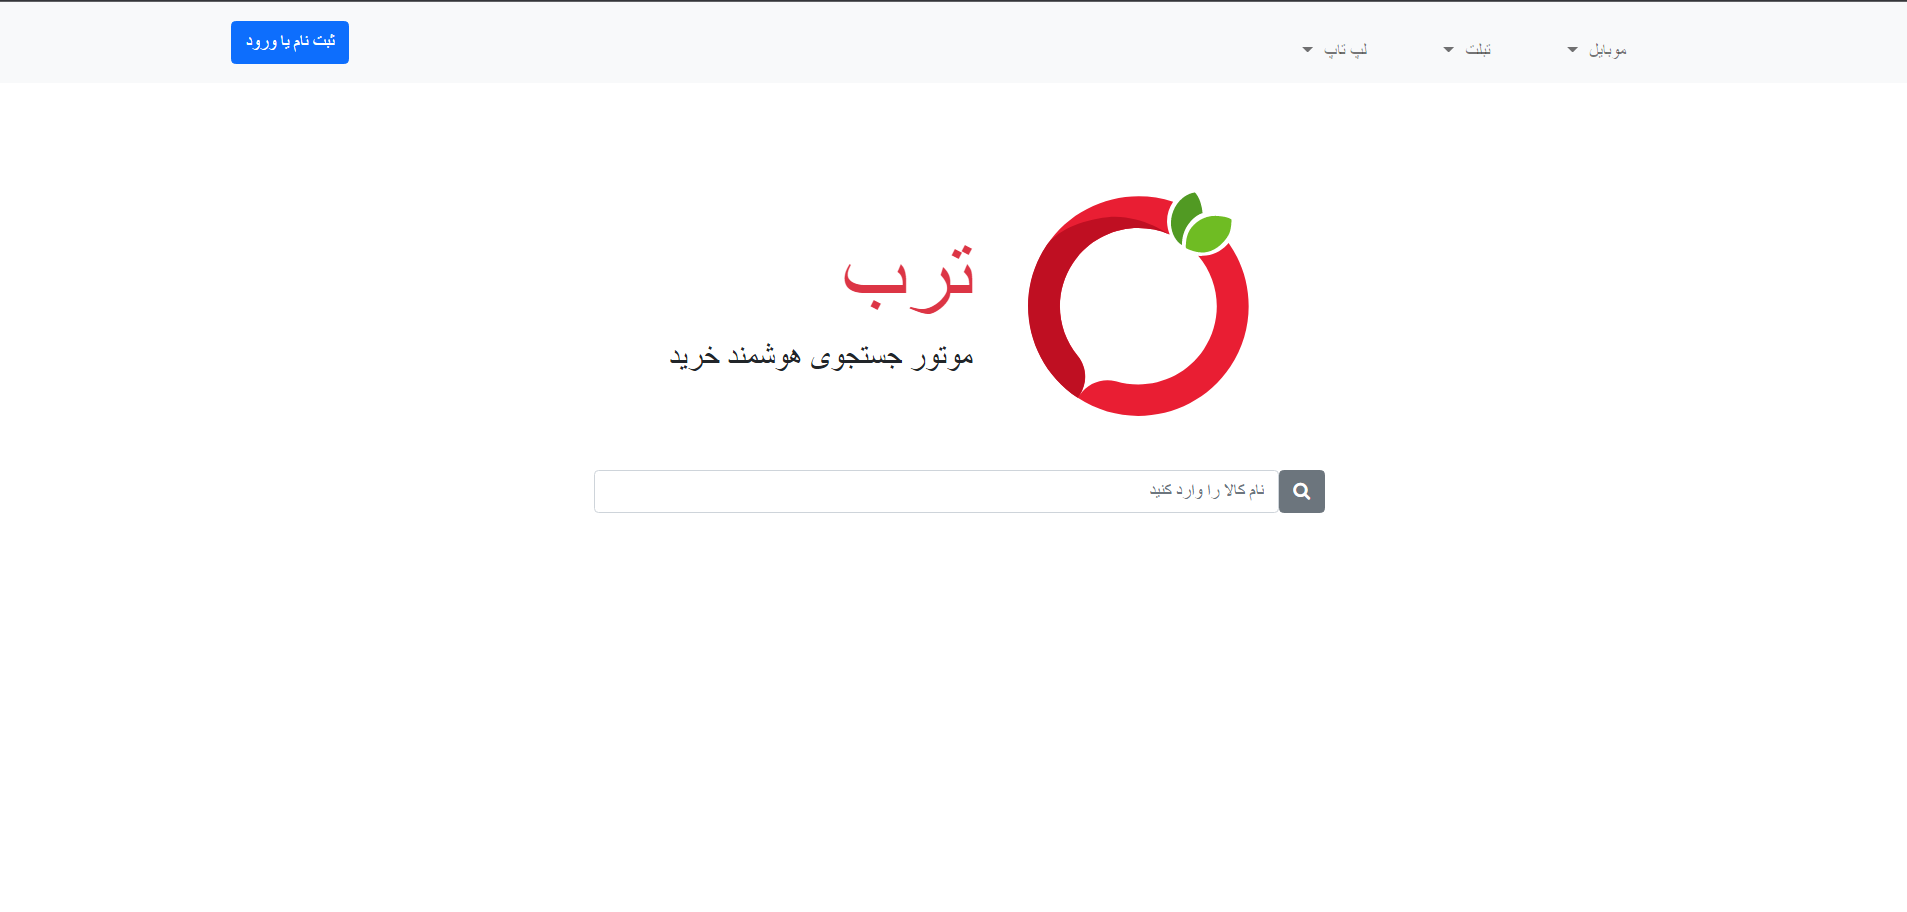 موبایل
تبلت
لپ تاپ
ثبت نام یا ورود
ترب
موتور جستجوی هوشمند خرید
نام کالا را وارد کنید